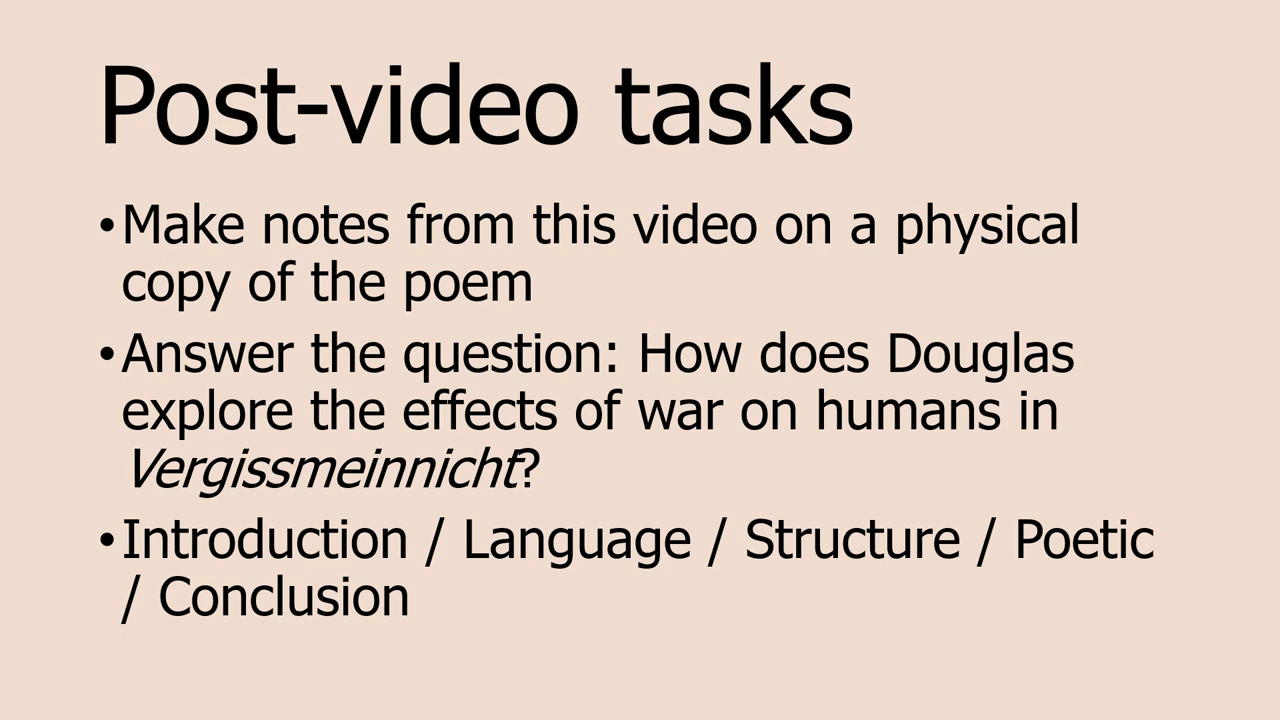 Post-video tasks
•Make notes from this video on a physical
copy of the poem
•Answer the question: How does Douglas
explore the effects of war on humans in
Vergissmeinnicht?
•Introduction / Language / Structure / Poetic
/ Conclusion